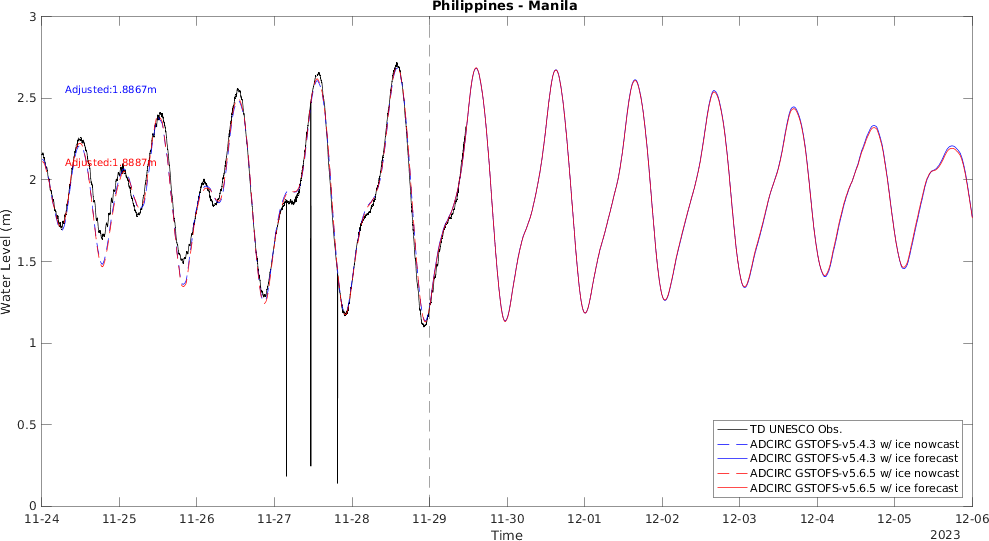 Philippines - Manila
3
2.5
2
1.5
1
0.5
0
Water Level (m)
Adjusted:1.8867m
Adjusted:1.8887m
TD UNESCO Obs.
ADCIRC GSTOFS-v5.4.3 w/ ice nowcast
ADCIRC GSTOFS-v5.4.3 w/ ice forecast
ADCIRC GSTOFS-v5.6.5 w/ ice nowcast
ADCIRC GSTOFS-v5.6.5 w/ ice forecast
11-24 11-25 11-26 11-27 11-28 11-29 11-30 12-01 12-02 12-03 12-04 12-05 12-06
Time
2023